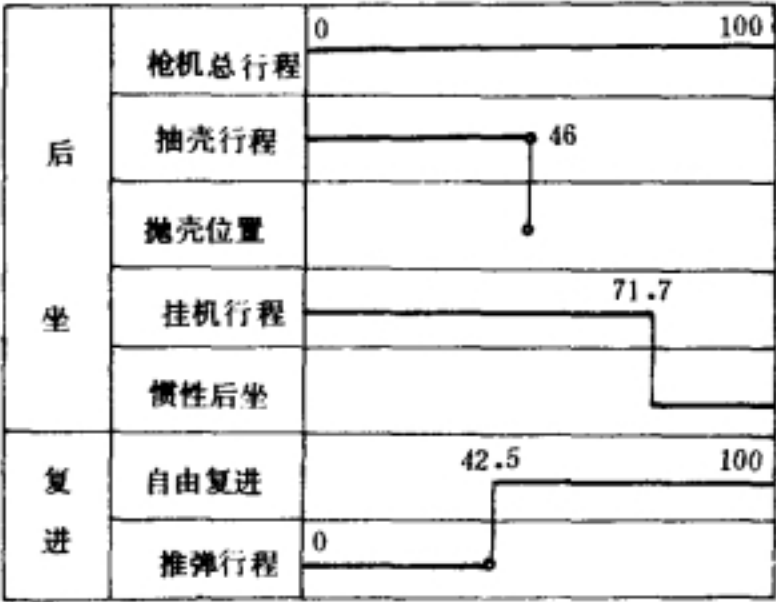 后坐
枪机总行程
0 100
抽壳行程
46
抛壳位置
挂机行程
71.7
惯性后坐
复进
自由复进
42.5 100
推弹行程
0